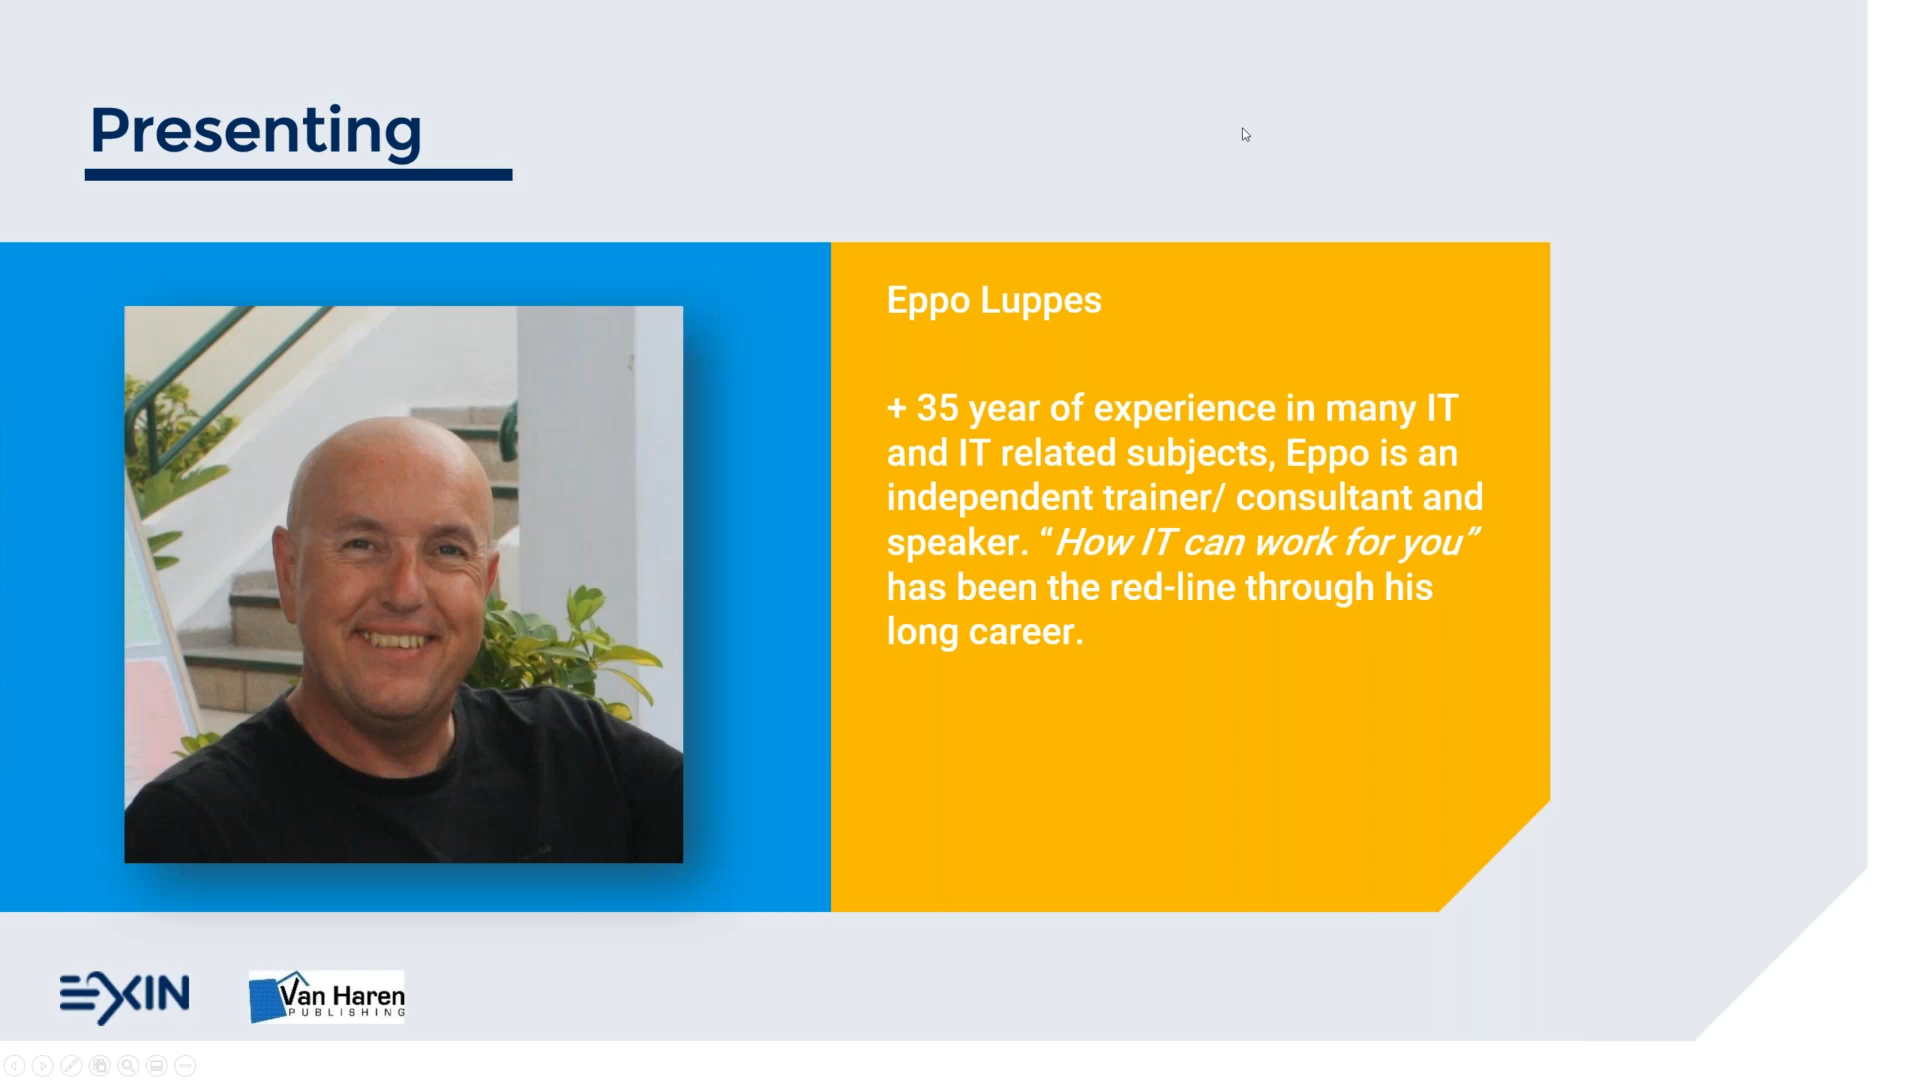 Presenting
Eppo Luppes
+ 35 year of experience in many IT
and IT related subjects, Eppo is an
independent trainer/ consultant and
speaker. “How IT can work for you”
has been the red-line through his
long career.
EXIN
Van Haren
PUBLISHING